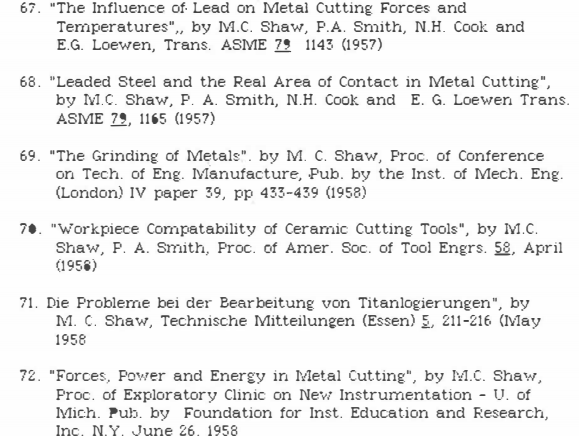 67. "The Influence of Lead on Metal Cutting Forces and
Temperatures",, by M.C. Shaw, P.A. Smith, N.H. Cook and
E.G. Loewen, Trans. ASME 79 1143 (1957)
68. "Leaded Steel and the Real Area of Contact in Metal Cutting",
by M.C. Shaw, P. A. Smith, N.H. Cook and E. G. Loewen Trans.
ASME 79, 1165 (1957)
69. "The Grinding of Metals". by M. C. Shaw, Proc. of Conference
on Tech. of Eng. Manufacture, Pub. by the Inst. of Mech. Eng.
(London) IV paper 39, pp 433-439 (1958)
70. "Workpiece Compatability of Ceramic Cutting Tools", by M.C.
Shaw, P. A. Smith, Proc. of Amer. Soc. of Tool Engrs. 58, April
(1958)
71. Die Probleme bei der Bearbeitung von Titanlogierungen", by
M. C. Shaw, Technische Mitteilungen (Essen) 5, 211-216 (May
1958
72. "Forces, Power and Energy in Metal Cutting", by M.C. Shaw,
Proc. of Exploratory Clinic on New Instrumentation - U. of
Mich. Pub. by Foundation for Inst. Education and Research,
Inc. N.Y. June 26, 1958